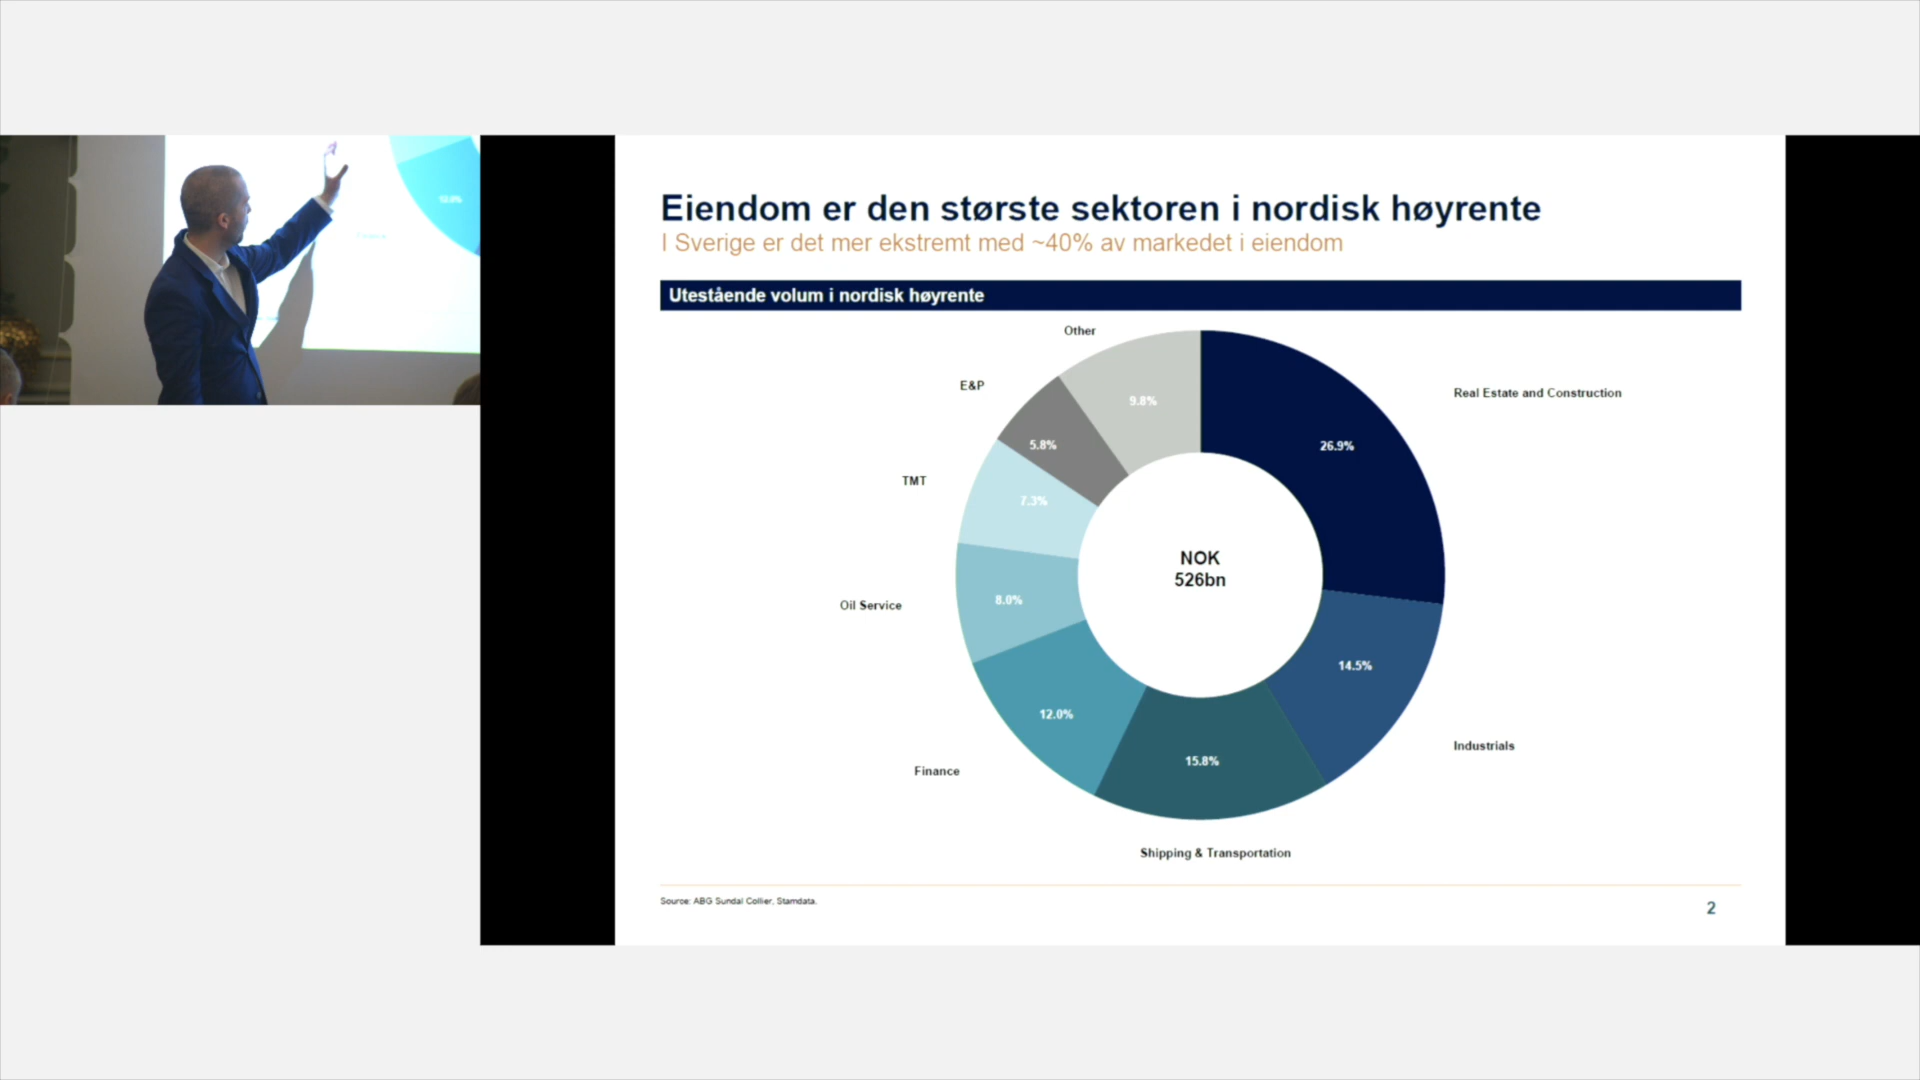 Eiendom er den største sektoren i nordisk høyrente
I Sverige er det mer ekstremt med ~40% av markedet i eiendom
Utestående volum i nordisk høyrente
Other
E&P
TMT
Oil Service
Finance
Shipping & Transportation
Industrials
Real Estate and Construction
9.8%
5.8%
7.3%
8.0%
12.0%
15.8%
14.5%
26.9%
NOK
526bn
Source: ABG Sundal Collier, Stamdata.
2